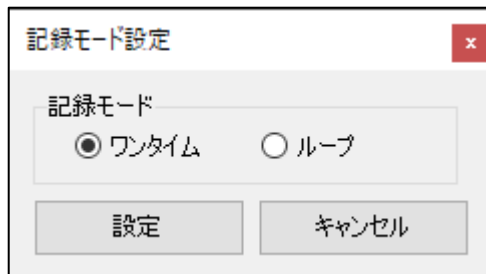 記録モード設定
x
記録モード
ワンタイム ループ
設定 キャンセル